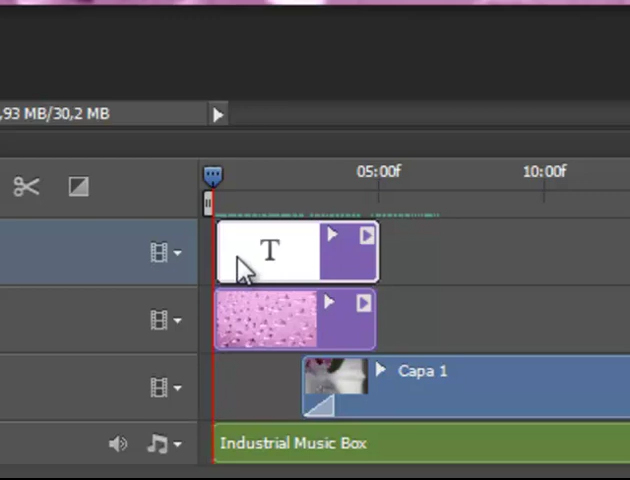 ,93 MB/30,2 MB
05:00f
10:00f
T
Capa 1
Industrial Music Box